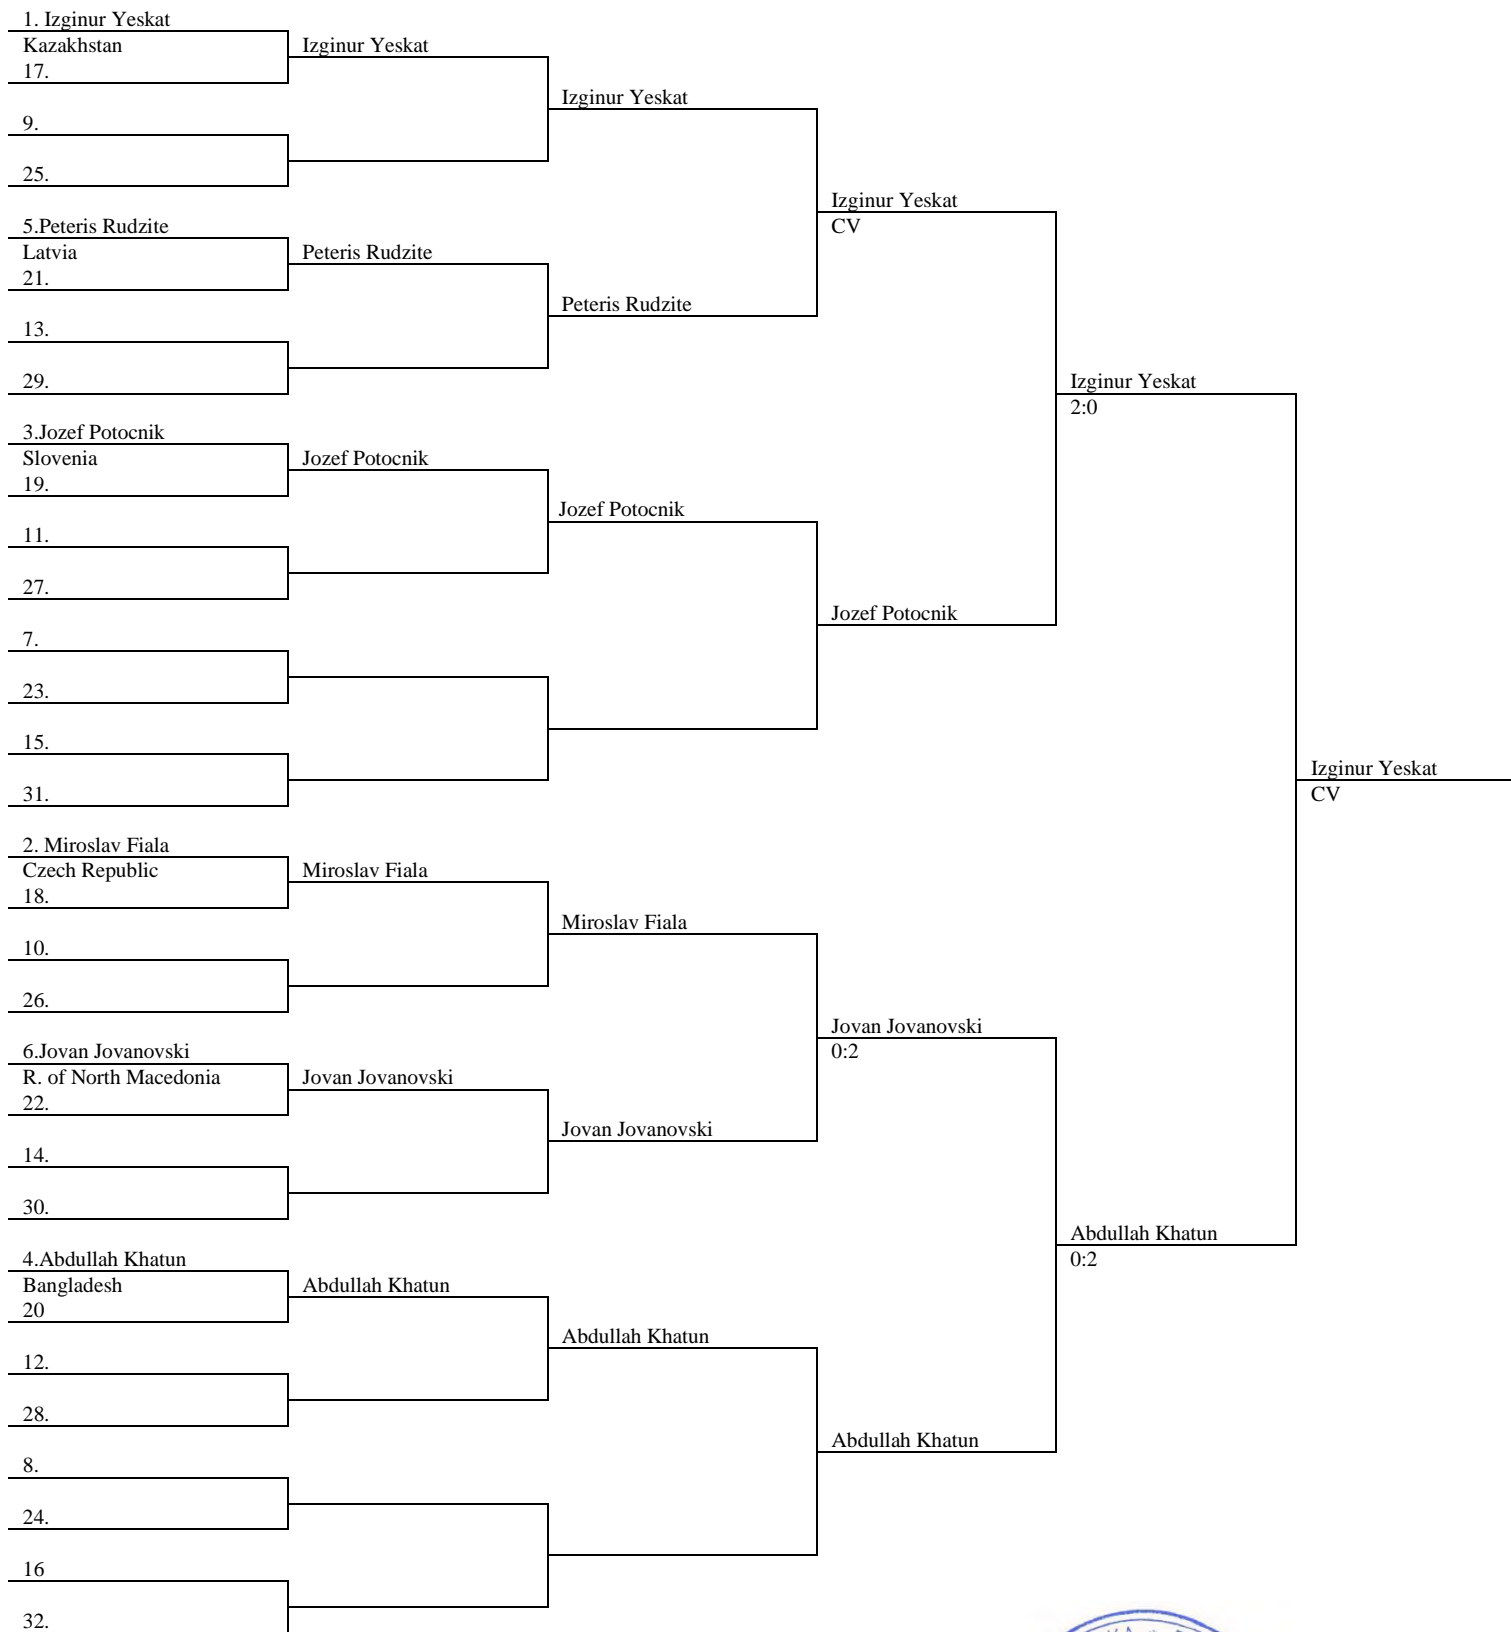 1. Izginur Yeskat
Kazakhstan
17.
9.
25.
5.Peteris Rudzite
Latvia
21.
13.
29.
3.Jozef Potocnik
Slovenia
19.
11.
27.
7.
23.
15.
31.
2. Miroslav Fiala
Czech Republic
18.
10.
26.
6.Jovan Jovanovski
R. of North Macedonia
22.
14.
30.
4.Abdullah Khatun
Bangladesh
20
12.
28.
8.
24.
16
32.
Izginur Yeskat
Peteris Rudzite
Jozef Potocnik
Miroslav Fiala
Jovan Jovanovski
Abdullah Khatun
Izginur Yeskat
Peteris Rudzite
Jozef Potocnik
Miroslav Fiala
Jovan Jovanovski
Abdullah Khatun
Izginur Yeskat
CV
Jozef Potocnik
Jovan Jovanovski
0:2
Abdullah Khatun
Izginur Yeskat
2:0
Abdullah Khatun
0:2
Izginur Yeskat
CV